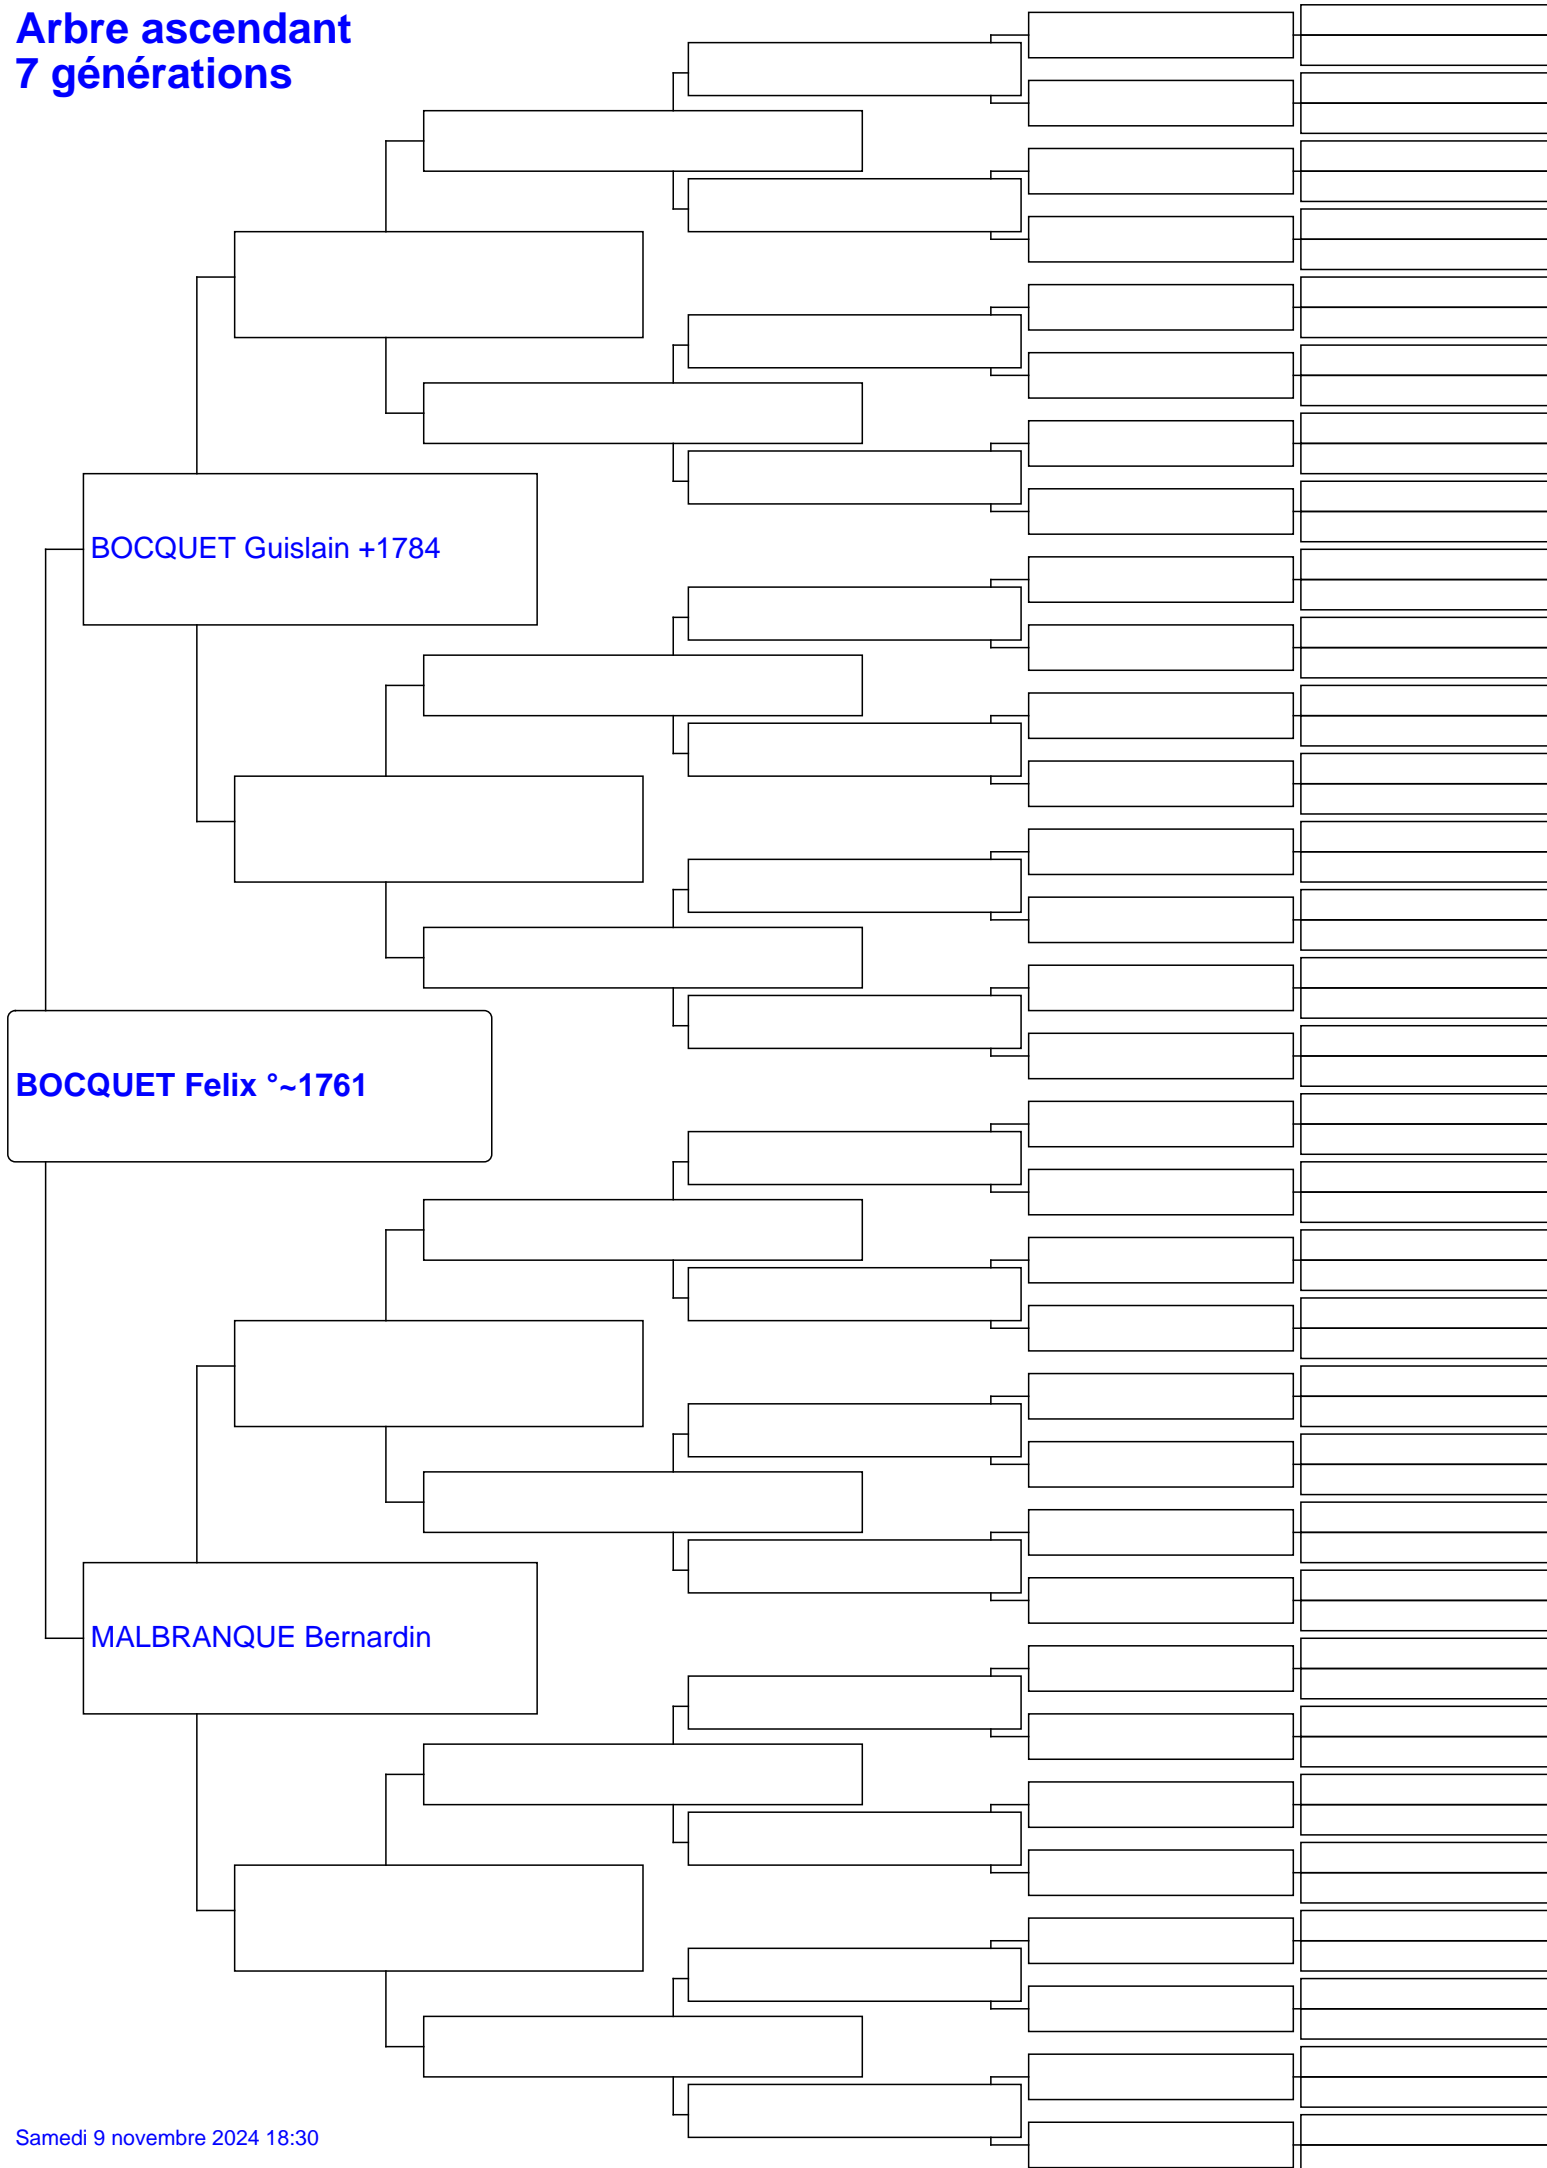 Arbre ascendant
7 générations
BOCQUET Guislain +1784
BOCQUET Felix °~1761
MALBRANQUE Bernardin
Samedi 9 novembre 2024 18:30